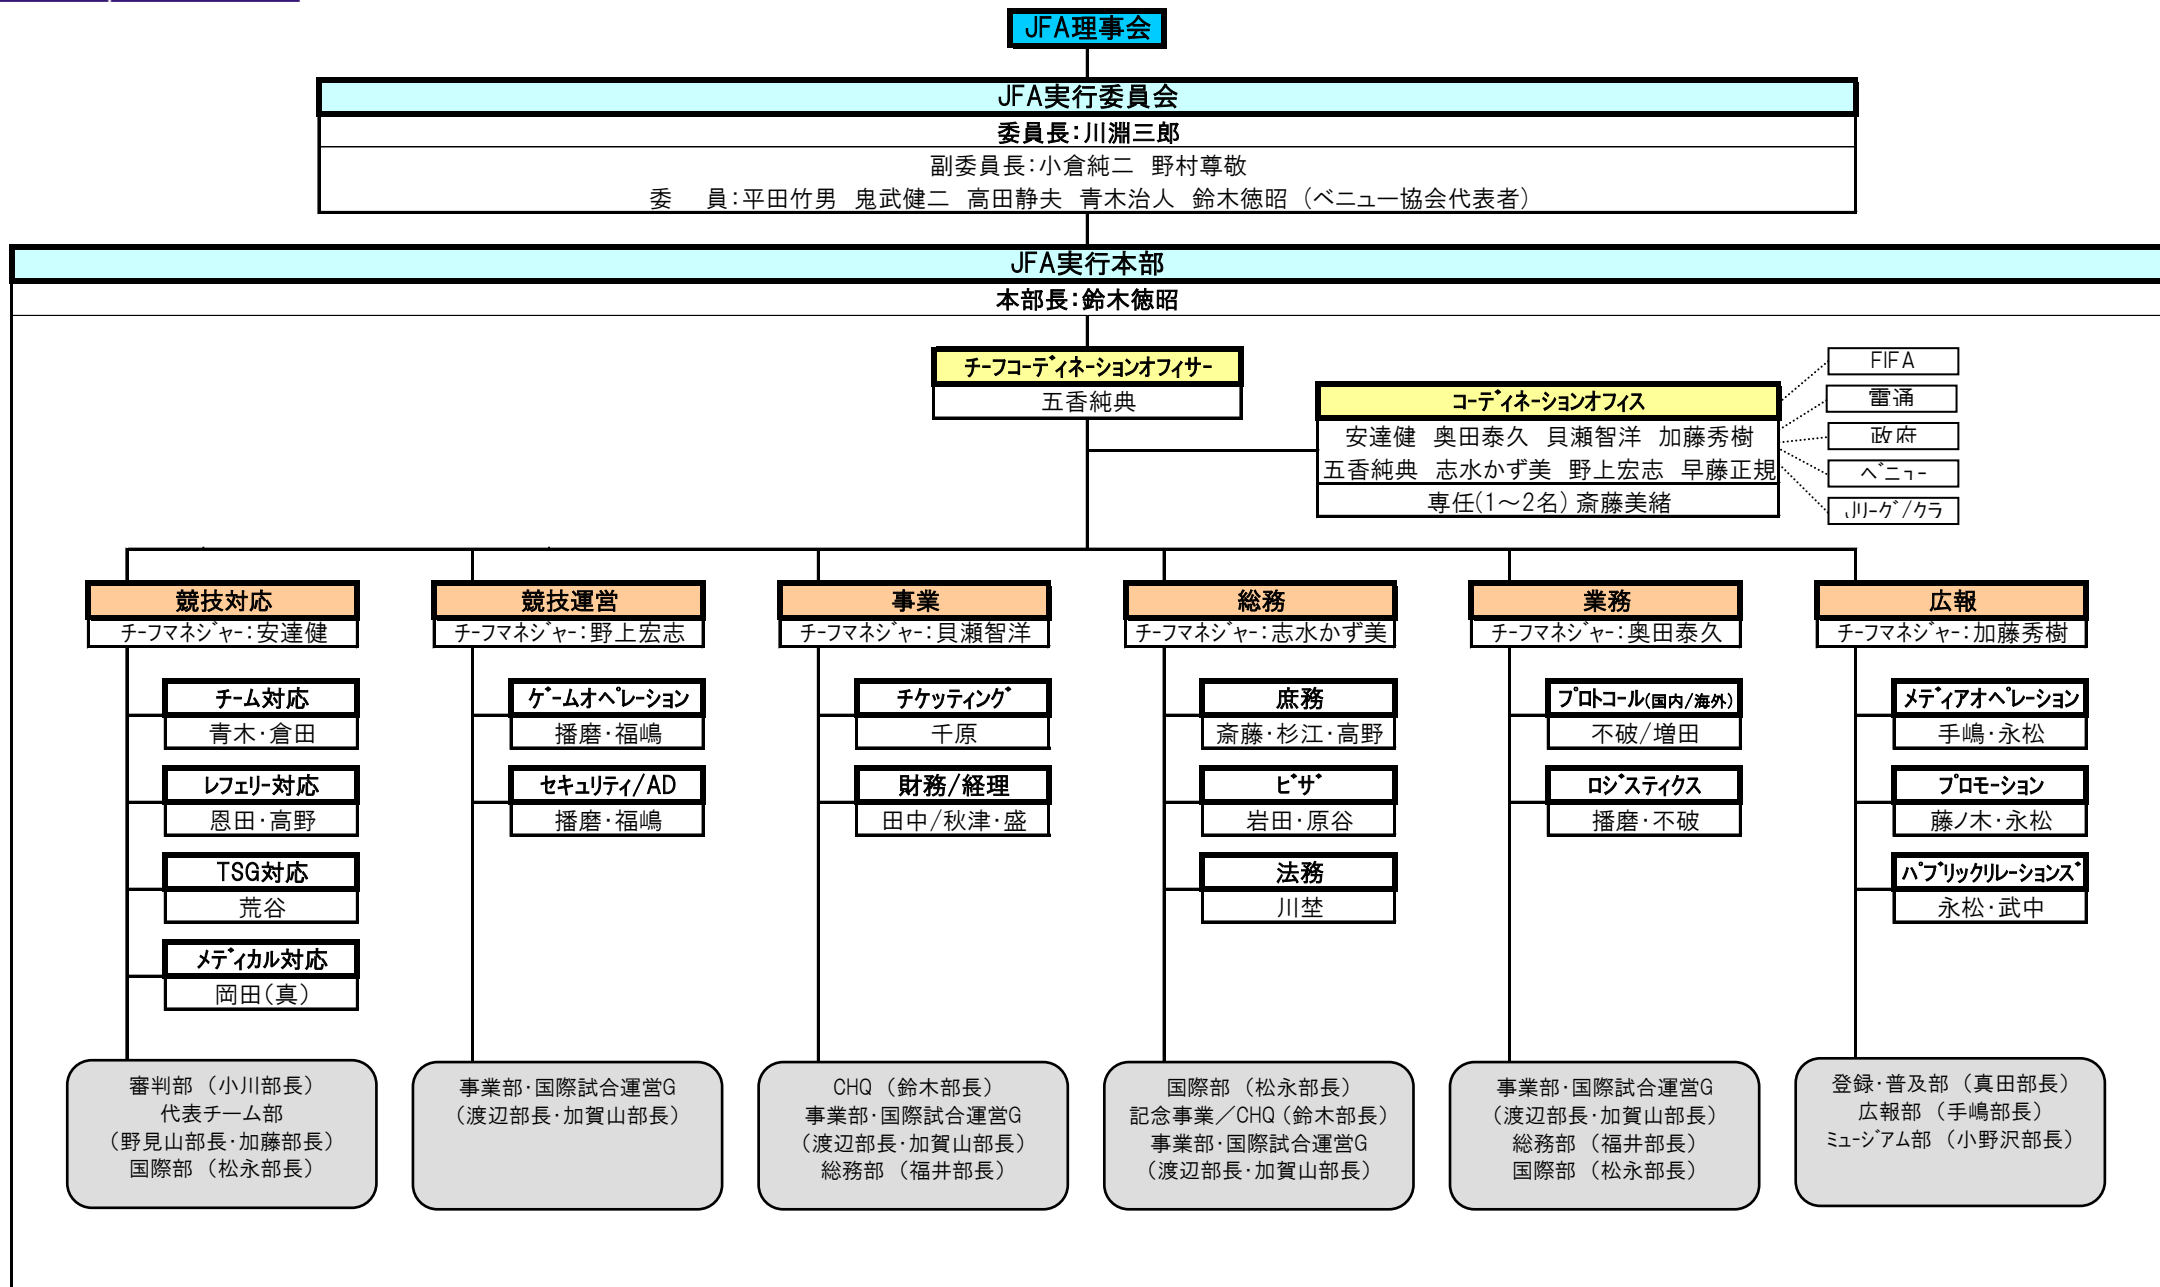 JFA理事会
JFA実行委員会
委員長：川淵三郎
副委員長：小倉純二　野村尊敬
委　員：平田竹男　鬼武健二　高田静夫　青木治人　鈴木徳昭（ベニュー協会代表者）
JFA実行本部
本部長：鈴木徳昭
ﾁｰﾌｺｰﾃﾞｨﾈｰｼｮﾝｵﾌｨｻｰ
五香純典
ｺｰﾃﾞｨﾈｰｼｮﾝｵﾌｨｽ
安達健　奥田泰久　貝瀬智洋　加藤秀樹
五香純典　志水かず美　野上宏志　早藤正規
専任(1～2名) 斎藤美緒
FIFA
電通
政府
ﾍﾞﾆｭｰ
Jﾘｰｸﾞ/ｸﾗ
競技対応
ﾁｰﾌﾏﾈｼﾞｬｰ：安達健
ﾁｰﾑ対応
青木・倉田
ﾚﾌｪﾘｰ対応
恩田・高野
TSG対応
荒谷
ﾒﾃﾞｨｶﾙ対応
岡田（真）
審判部（小川部長）
代表チーム部
（野見山部長・加藤部長）
国際部（松永部長）
競技運営
ﾁｰﾌﾏﾈｼﾞｬｰ：野上宏志
ｹﾞｰﾑｵﾍﾟﾚｰｼｮﾝ
播磨・福嶋
ｾｷｭﾘﾃｨ/AD
播磨・福嶋
事業部・国際試合運営G
（渡辺部長・加賀山部長）
事業
ﾁｰﾌﾏﾈｼﾞｬｰ：貝瀬智洋
ﾁｹｯﾃｨﾝｸﾞ
千原
財務/経理
田中/秋津・盛
CHQ（鈴木部長）
事業部・国際試合運営G
（渡辺部長・加賀山部長）
総務部（福井部長）
総務
ﾁｰﾌﾏﾈｼﾞｬｰ：志水かず美
庶務
斎藤・杉江・高野
ﾋﾞｻﾞ
岩田・原谷
法務
川埜
国際部（松永部長）
記念事業／CHQ（鈴木部長）
事業部・国際試合運営G
（渡辺部長・加賀山部長）
業務
ﾁｰﾌﾏﾈｼﾞｬｰ：奥田泰久
ﾌﾟﾛﾄｺｰﾙ(国内/海外)
不破/増田
ﾛｼﾞｽﾃｨｸｽ
播磨・不破
事業部・国際試合運営G
（渡辺部長・加賀山部長）
総務部（福井部長）
国際部（松永部長）
広報
ﾁｰﾌﾏﾈｼﾞｬｰ：加藤秀樹
ﾒﾃﾞｨｱｵﾍﾟﾚｰｼｮﾝ
手嶋・永松
ﾌﾟﾛﾓｰｼｮﾝ
藤ノ木・永松
ﾊﾟﾌﾞﾘｯｸﾘﾚｰｼｮﾝｽﾞ
永松・武中
登録・普及部（真田部長）
広報部（手嶋部長）
ﾐｭｰｼﾞｱﾑ部（小野沢部長）